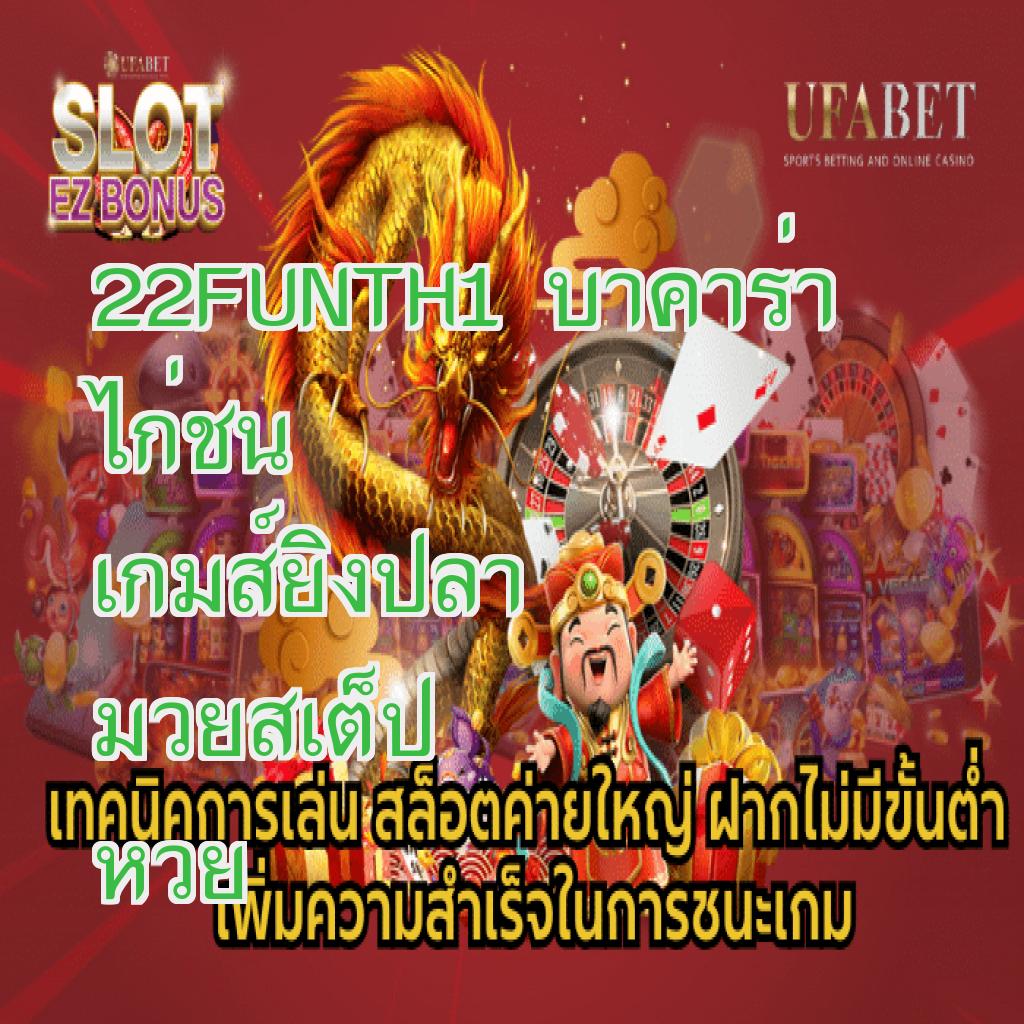 UFABET
SLOT
EZ BONUS
UFABET
SPORTS BETTING AND ONLINE CASINO
22FUNTH1 บาคาร่า
ไก่ชน
เกมส์ยิงปลา
มวยสเต็ป
หวย
เทคนิคการเล่น สล็อตค่ายใหญ่ ฝากไม่มีขั้นต่ำ
เพิ่มความสำเร็จในการชนะเกม